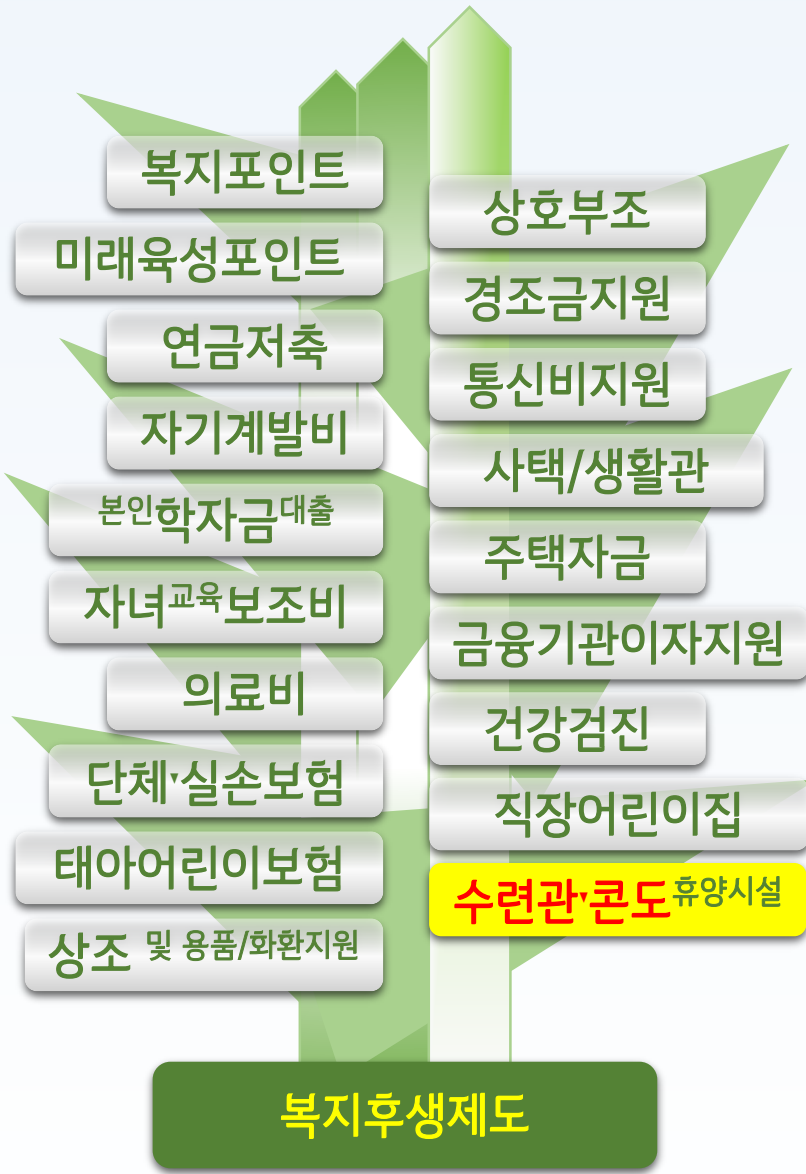 복지포인트
미래육성포인트
연금저축
자기계발비
본인학자금대출
자녀교육보조비
의료비
단체▾실손보험
태아어린이보험
상조 및 용품/화환지원
상호부조
경조금지원
통신비지원
사택/생활관
주택자금
금융기관이자지원
건강검진
직장어린이집
수련관▾콘도휴양시설
복지후생제도